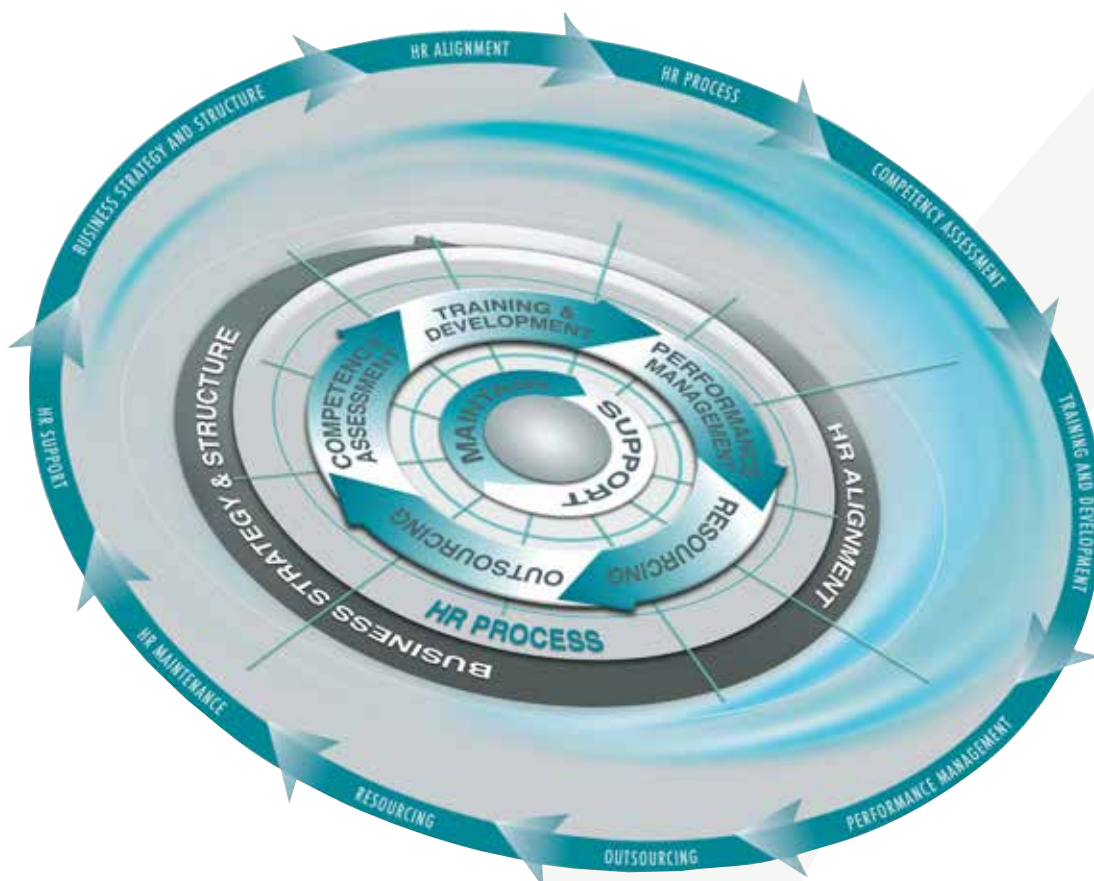 HR ALIGNMENT
HR PROCESS
COMPETENCY ASSESSMENT
TRAINING AND DEVELOPMENT
PERFORMANCE MANAGEMENT
OUTSOURCING
RESOURCING
HR MAINTENANCE
HR SUPPORT
BUSINESS STRATEGY AND STRUCTURE
BUSINESS STRATEGY & STRUCTURE
HR ALIGNMENT
HR PROCESS
TRAINING &
DEVELOPMENT
PERFORMANCE
MANAGEMENT
RESOURCING
OUTSOURCING
COMPETENCY
ASSESSMENT
SUPPORT